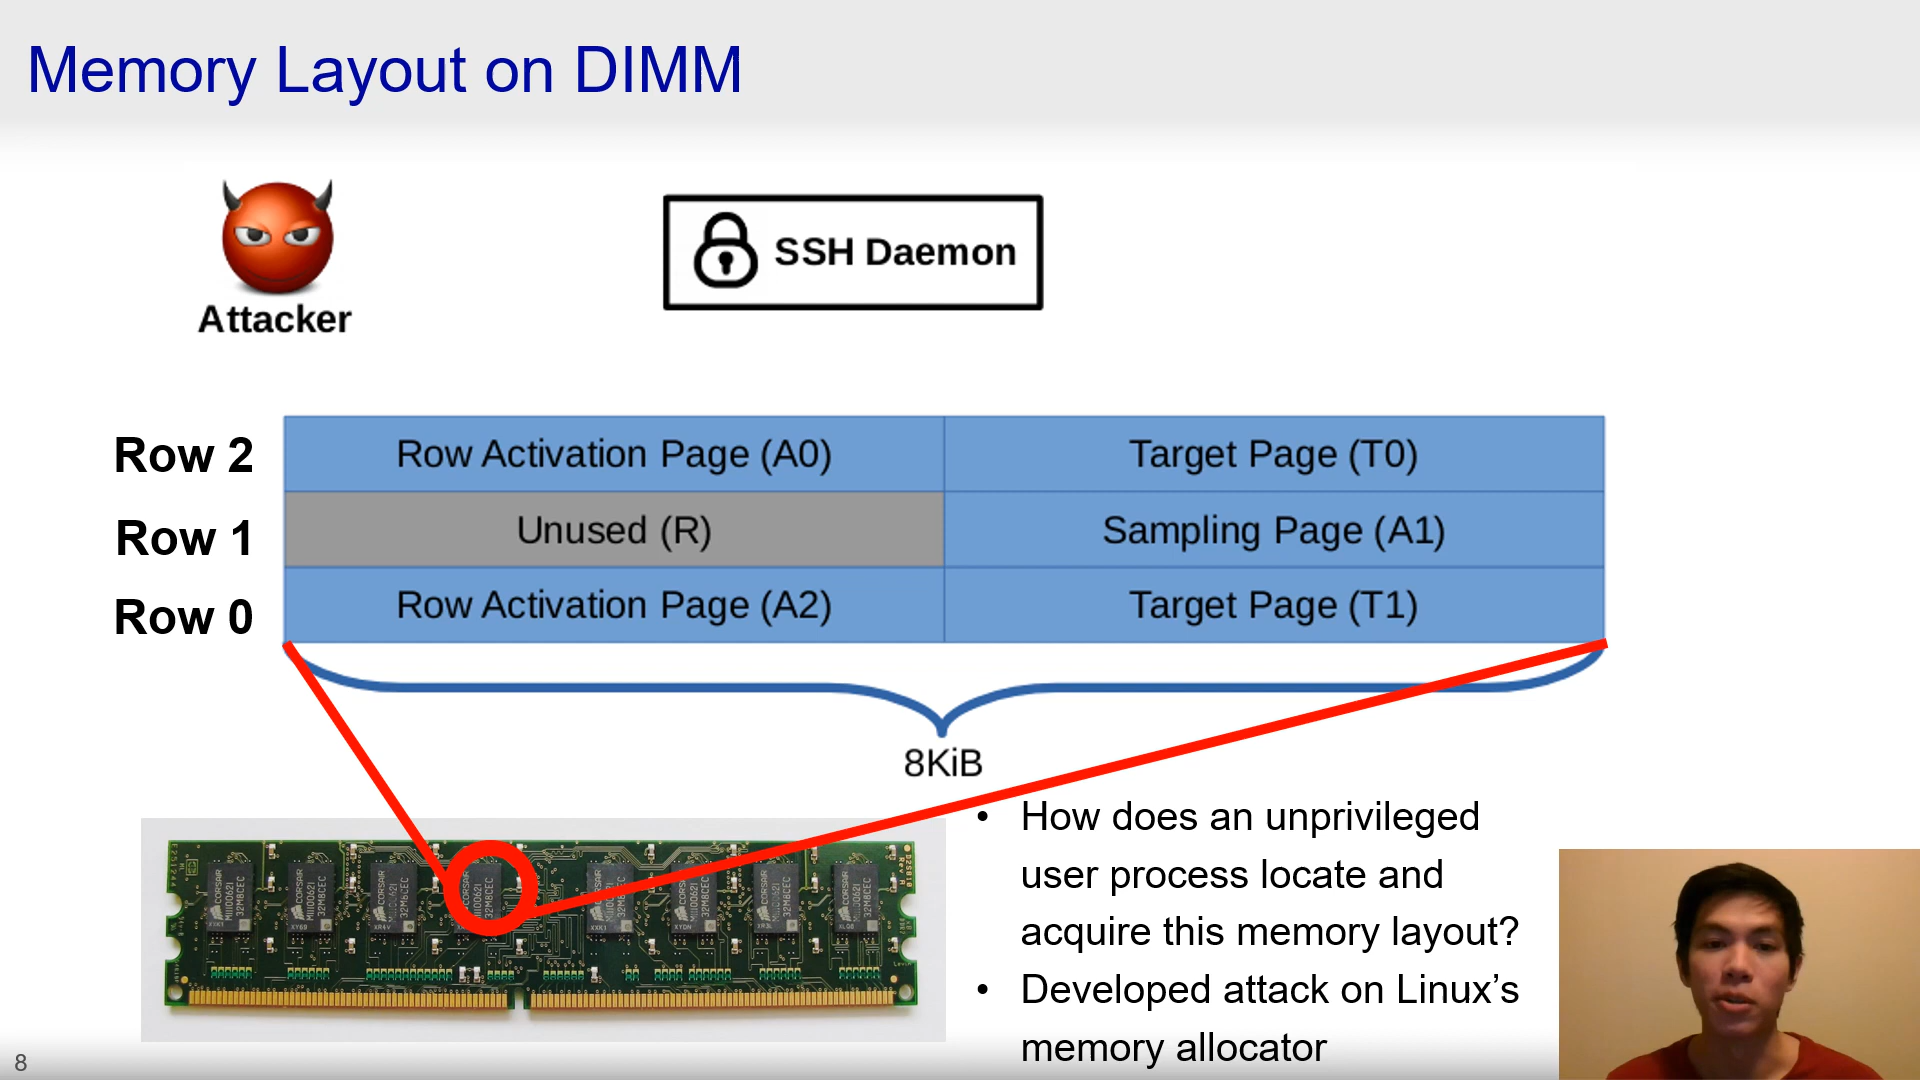 Memory Layout on DIMM
Attacker
SSH Daemon
Row 2
Row Activation Page (A0)
Target Page (T0)
Row 1
Unused (R)
Sampling Page (A1)
Row 0
Row Activation Page (A2)
Target Page (T1)
8KiB
• How does an unprivileged
user process locate and
acquire this memory layout?
• Developed attack on Linux's
memory allocator
CORSAIR
32M8CEC
8